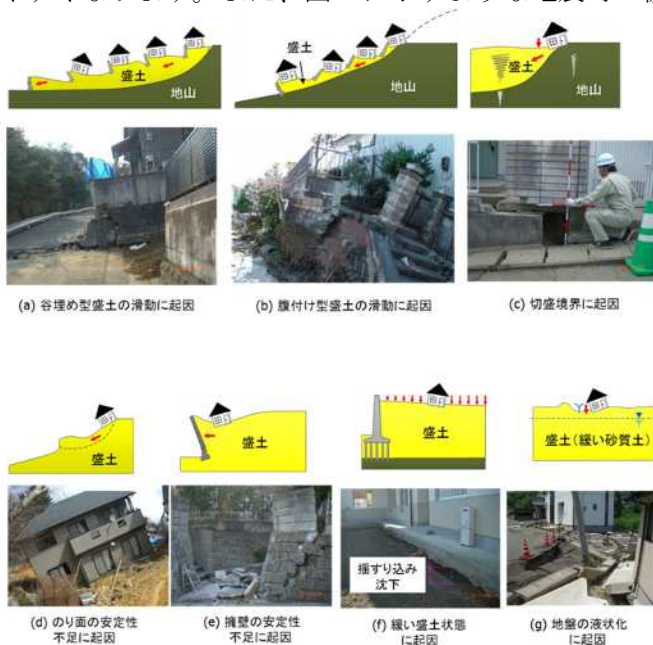 盛土
地山
盛土
地山
盛土
地山
(a) 谷埋め型盛土の滑動に起因
(b) 腹付け型盛土の滑動に起因
(c) 切盛境界に起因
盛土
盛土
盛土
盛土(緩い砂質土)
揺すり込み
沈下
(d) のり面の安定性
不足に起因
(e) 擁壁の安定性
不足に起因
(f) 緩い盛土状態
に起因
(g) 地盤の液状化
に起因